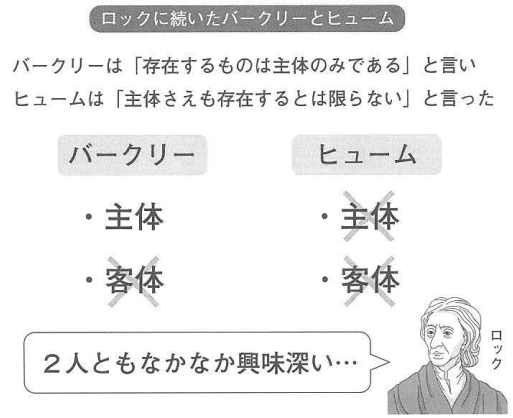 ロックに続いたバークリーとヒューム
バークリーは「存在するものは主体のみである」と言い
ヒュームは「主体さえも存在するとは限らない」と言った
バークリー
・主体
・客体
ヒューム
・主体
・客体
2人ともなかなか興味深い…
ロック